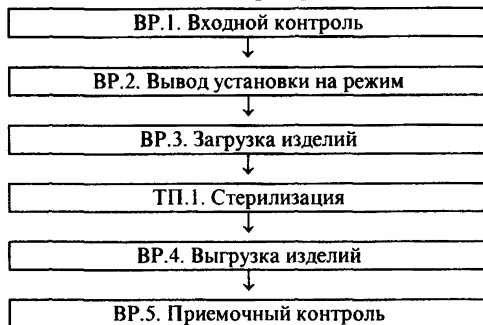 ВР.1. Входной контроль
ВР.2. Вывод установки на режим
ВР.3. Загрузка изделий
ТП.1. Стерилизация
ВР.4. Выгрузка изделий
ВР.5. Приемочный контроль